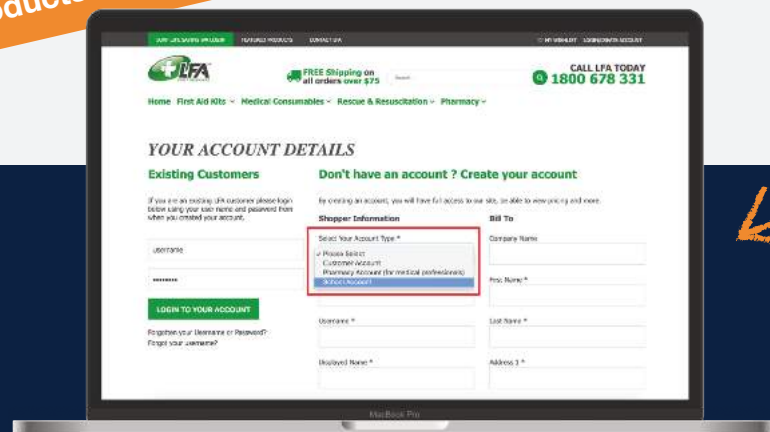 SURF LIFE SAVING WA LOGIN FEATURED PRODUCTS CONTACT LFA MY WISHLIST LOGIN/CREATE ACCOUNT
LFA
FREE Shipping on
all orders over $75
Search
CALL LFA TODAY
1800 678 331
Home First Aid Kits Medical Consumables Rescue & Resuscitation Pharmacy
YOUR ACCOUNT DETAILS
Existing Customers
If you are an existing LFA customer please login
below using your user name and password from
when you created your account.
username
LOGIN TO YOUR ACCOUNT
Forgotten your Username or Password?
Forgot your username?
Don't have an account ? Create your account
By creating an account, you will have full access to our site, be able to view pricing and more.
Shopper Information
Select Your Account Type *
✓ Please Select
Customer Account
Pharmacy Account (for medical professionals)
School Account
Username *
Displayed Name *
Bill To
Company Name
First Name *
Last Name *
Address 1 *
MacBook Pro